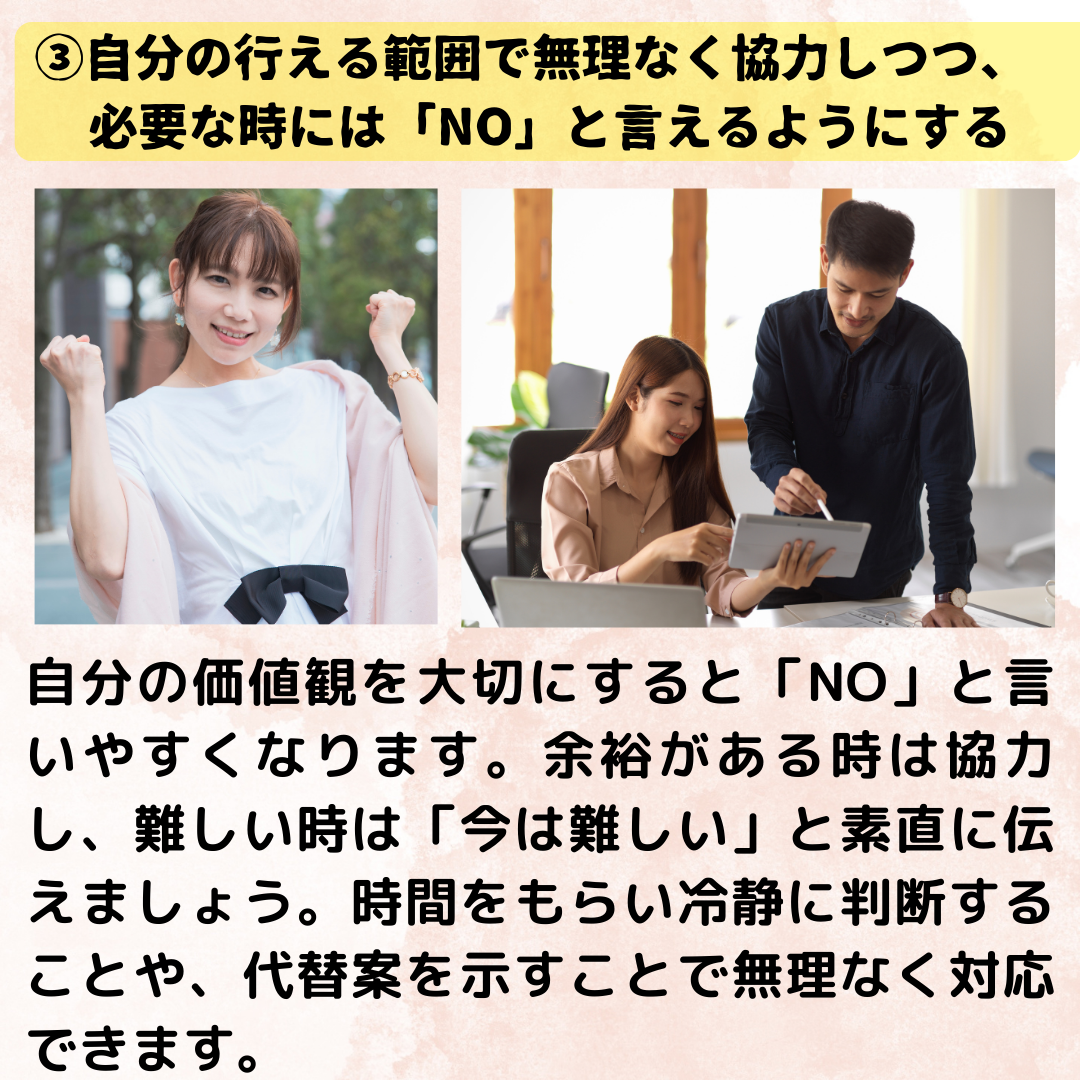 ③自分の行える範囲で無理なく協力しつつ、
必要な時には「NO」と言えるようにする
自分の価値観を大切にすると「NO」と言
いやすくなります。余裕がある時は協力
し、難しい時は「今は難しい」と素直に伝
えましょう。時間をもらい冷静に判断する
ことや、代替案を示すことで無理なく対応
できます。